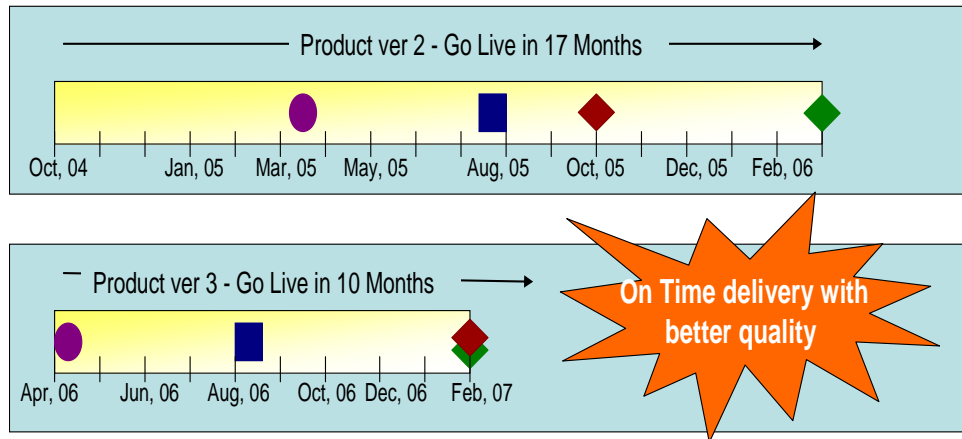 Product ver 2 - Go Live in 17 Months
Oct, 04 Jan, 05 Mar, 05 May, 05 Aug, 05 Oct, 05 Dec, 05 Feb, 06
Product ver 3 - Go Live in 10 Months
On Time delivery with
better quality
Apr, 06 Jun, 06 Aug, 06 Oct, 06 Dec, 06 Feb, 07